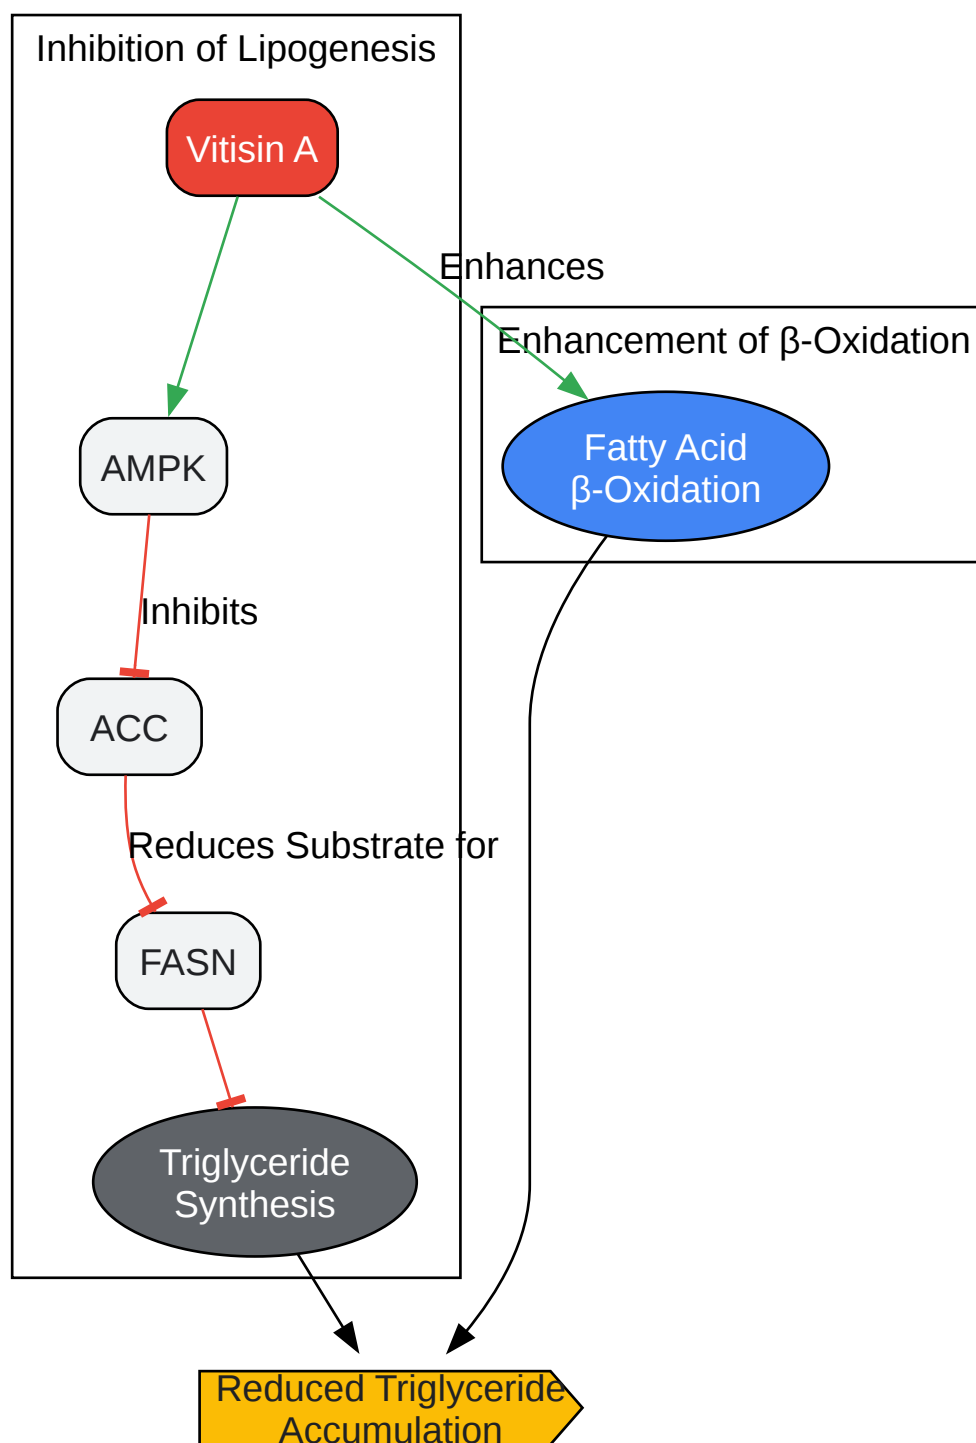 Inhibition of Lipogenesis
Vitisin A
Enhances
Enhancement of β-Oxidation
Fatty Acid
β-Oxidation
AMPK
Inhibits
ACC
Reduces Substrate for
FASN
Triglyceride
Synthesis
Reduced Triglyceride
Accumulation